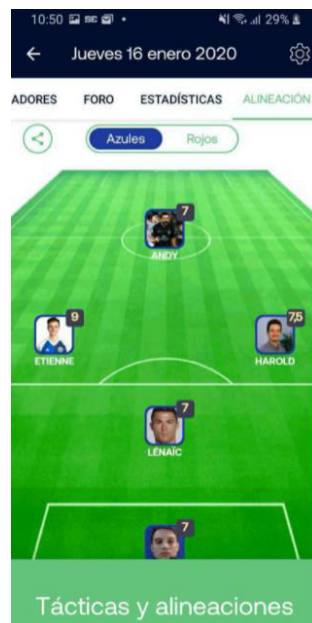 10:50 29%
Jueves 16 enero 2020
ADORES FORO ESTADÍSTICAS ALINEACIÓN
Azules Rojos
7
ANDY
9 7,5
ETIENNE HAROLD
7
LÉNAÏC
7
Tácticas y alineaciones